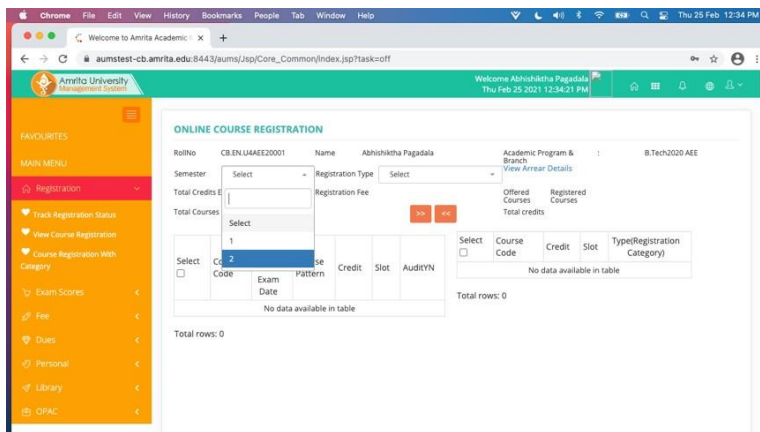 Chrome File Edit View History Bookmarks People Tab Window Help Thu 25 Feb 12:34 PM
Welcome to Amrita Academic
aumstest-cb.amrita.edu:8443/aums/Jsp/Core_Common/index.jsp?task=off
Amrita University
Management System
Welcome Abhishiktha Pagadala
Thu Feb 25 2021 12:34:21 PM
FAVOURITES
MAIN MENU
Registration
Track Registration Status
View Course Registration
Course Registration With
Category
Exam Scores
Fee
Dues
Personal
Library
OPAC
ONLINE COURSE REGISTRATION
RollNo CB.EN.U4AEE20001 Name Abhishiktha Pagadala Academic Program & : B.Tech2020 AEE
Branch
View Arrear Details
Semester Select Registration Type Select
Total Credits E Registration Fee Offered Registered
Courses Courses
Total Courses >> << Total credits
Select
1
2
Select Co se Credit Slot AuditYN
Code Pattern
Exam
Date
No data available in table
Total rows: 0
Select Course Credit Slot Type(Registration
Code Category)
No data available in table
Total rows: 0